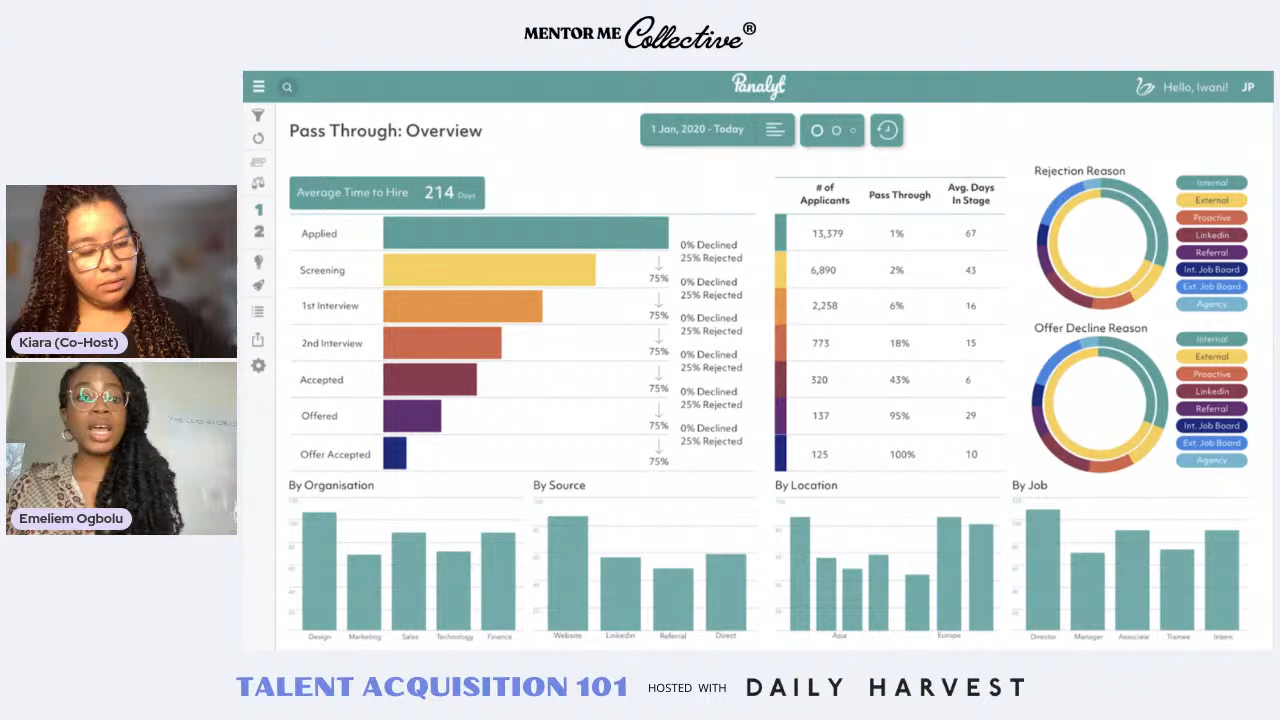 MENTOR ME Collective®
Panalyt
Hello, Iwani! JP
Pass Through: Overview
1 Jan, 2020 - Today
1
2
Average Time to Hire 214 Days
Applied
Screening
1st Interview
2nd Interview
Accepted
Offered
Offer Accepted
0% Declined
25% Rejected
75%
0% Declined
25% Rejected
75%
0% Declined
25% Rejected
75%
0% Declined
25% Rejected
75%
0% Declined
25% Rejected
75%
0% Declined
25% Rejected
75%
75%
# of Applicants Pass Through Avg. Days In Stage
13,379 1% 67
6,890 2% 43
2,258 6% 16
773 18% 15
320 43% 6
137 95% 29
125 100% 10
Rejection Reason
Internal
External
Proactive
Linkedin
Referral
Int. Job Board
Ext. Job Board
Agency
Offer Decline Reason
Internal
External
Proactive
Linkedin
Referral
Int. Job Board
Ext. Job Board
Agency
By Organisation
Design Marketing Sales Technology Finance
By Source
Website Linkedin Referral Direct
By Location
Asia Europe
By Job
Director Manager Associate Trainee Intern
Kiara (Co-Host)
Emeliem Ogbolu
TALENT ACQUISITION 101 HOSTED WITH DAILY HARVEST